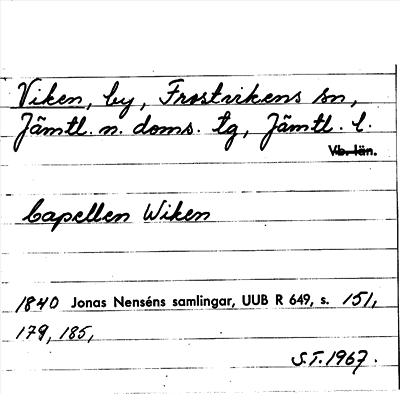 Viken, by, Frostvikens sn,
Jämtl. n. doms. tg, Jämtl. l.
Vb. län.
Capellen Wiken
1840 Jonas Nenséns samlingar, UUB R 649, s. 151,
179, 185,
S.T. 1967.